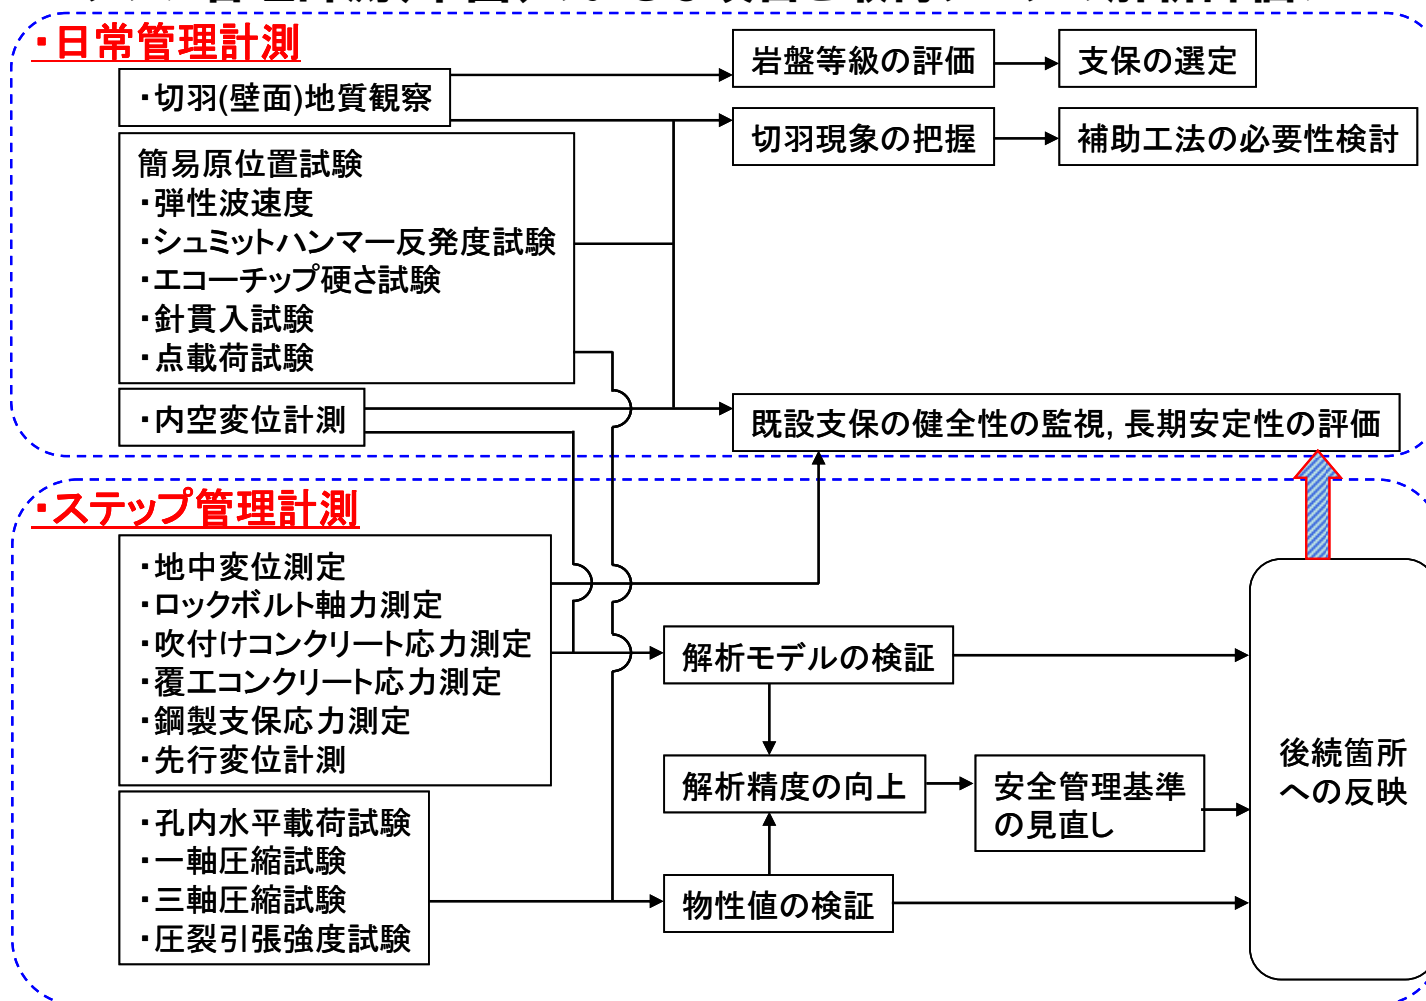 ・日常管理計測
・切羽(壁面)地質観察
岩盤等級の評価
支保の選定
切羽現象の把握
補助工法の必要性検討
簡易原位置試験
・弾性波速度
・シュミットハンマー反発度試験
・エコーチップ硬さ試験
・針貫入試験
・点載荷試験
・内空変位計測
既設支保の健全性の監視, 長期安定性の評価
・ステップ管理計測
・地中変位測定
・ロックボルト軸力測定
・吹付けコンクリート応力測定
・覆工コンクリート応力測定
・鋼製支保応力測定
・先行変位計測
解析モデルの検証
解析精度の向上
安全管理基準
の見直し
後続箇所
への反映
・孔内水平載荷試験
・一軸圧縮試験
・三軸圧縮試験
・圧裂引張強度試験
物性値の検証